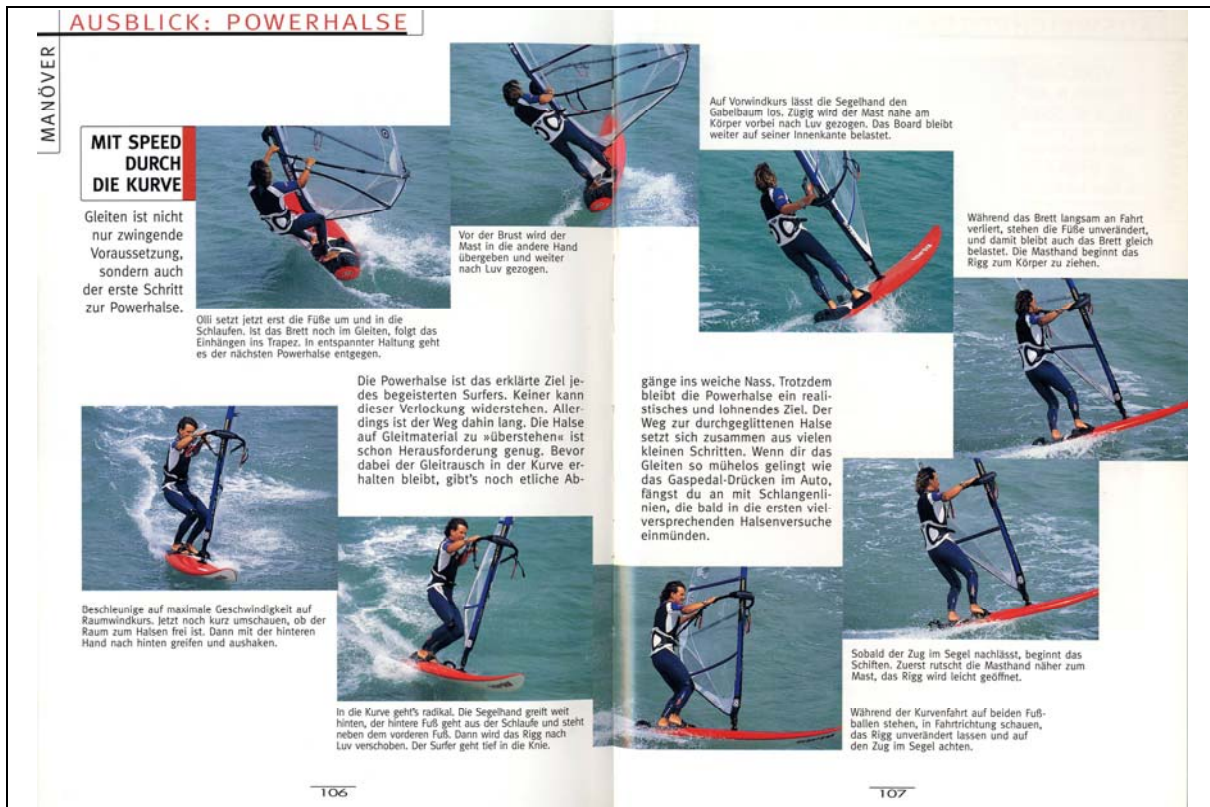 AUSBLICK: POWERHALSE
MANÖVER
MIT SPEED
DURCH
DIE KURVE
Gleiten ist nicht
nur zwingende
Voraussetzung,
sondern auch
der erste Schritt
zur Powerhalse.
Olli setzt jetzt erst die Füße um und in die
Schlaufen. Ist das Brett noch im Gleiten, folgt das
Einhängen ins Trapez. In entspannter Haltung geht
es der nächsten Powerhalse entgegen.
Vor der Brust wird der
Mast in die andere Hand
übergeben und weiter
nach Luv gezogen.
Die Powerhalse ist das erklärte Ziel je-
des begeisterten Surfers. Keiner kann
dieser Verlockung widerstehen. Aller-
dings ist der Weg dahin lang. Die Halse
auf Gleitmaterial zu »überstehen« ist
schon Herausforderung genug. Bevor
dabei der Gleitrausch in der Kurve er-
halten bleibt, gibt's noch etliche Ab-
Beschleunige auf maximale Geschwindigkeit auf
Raumwindkurs. Jetzt noch kurz umschauen, ob der
Raum zum Halsen frei ist. Dann mit der hinteren
Hand nach hinten greifen und aushaken.
In die Kurve geht's radikal. Die Segelhand greift weit
hinten, der hintere Fuß geht aus der Schlaufe und steht
neben dem vorderen Fuß. Dann wird das Rigg nach
Luv verschoben. Der Surfer geht tief in die Knie.
106
Auf Vorwindkurs lässt die Segelhand den
Gabelbaum los. Zügig wird der Mast nahe am
Körper vorbei nach Luv gezogen. Das Board bleibt
weiter auf seiner Innenkante belastet.
Während das Brett langsam an Fahrt
verliert, stehen die Füße unverändert,
und damit bleibt auch das Brett gleich
belastet. Die Masthand beginnt das
Rigg zum Körper zu ziehen.
gänge ins weiche Nass. Trotzdem
bleibt die Powerhalse ein reali-
stisches und lohnendes Ziel. Der
Weg zur durchgeglittenen Halse
setzt sich zusammen aus vielen
kleinen Schritten. Wenn dir das
Gleiten so mühelos gelingt wie
das Gaspedal-Drücken im Auto,
fängst du an mit Schlangenli-
nien, die bald in die ersten viel-
versprechenden Halsenversuche
einmünden.
Sobald der Zug im Segel nachlässt, beginnt das
Schiften. Zuerst rutscht die Masthand näher zum
Mast, das Rigg wird leicht geöffnet.
Während der Kurvenfahrt auf beiden Fuß-
ballen stehen, in Fahrtrichtung schauen,
das Rigg unverändert lassen und auf
den Zug im Segel achten.
107